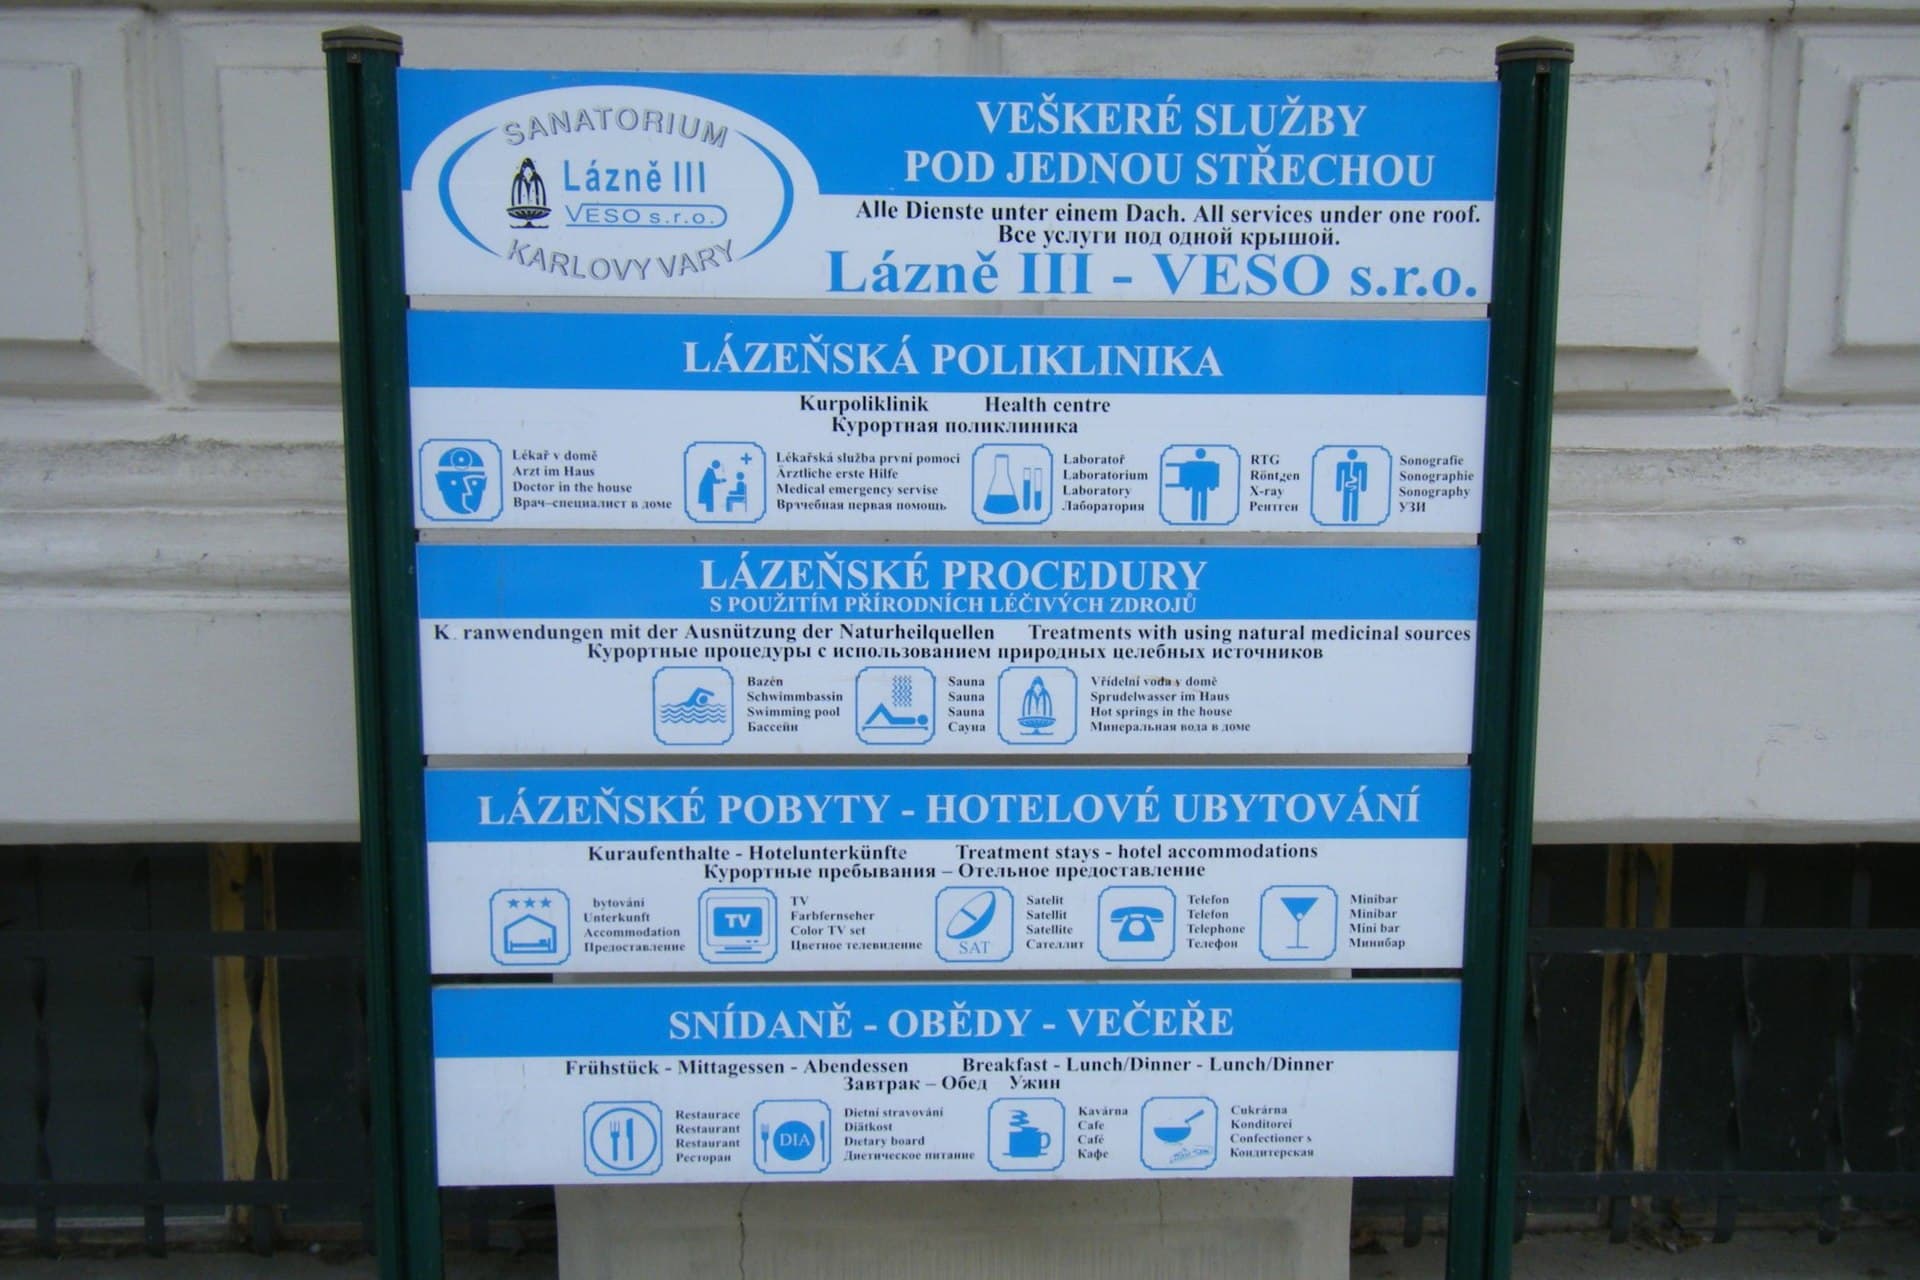 SANATORIUM
Lázně III
VESO s.r.o.
KARLOVY VARY
VEŠKERÉ SLUŽBY
POD JEDNOU STŘECHOU
Alle Dienste unter einem Dach. All services under one roof.
Все услуги под одной крышой.
Lázně III - VESO s.r.o.
LÁZEŇSKÁ POLIKLINIKA
Kurpoliklinik Health centre
Курортная поликлиника
Lékař v domě
Arzt im Haus
Doctor in the house
Врач–специалист в доме
Lékařská služba první pomoci
Ärztliche erste Hilfe
Medical emergency servise
Врчебная первая помощь
Laboratoř
Laboratorium
Laboratory
Лаборатория
RTG
Röntgen
X-ray
Рентген
Sonografie
Sonographie
Sonography
УЗИ
LÁZEŇSKÉ PROCEDURY
S POUŽITÍM PŘÍRODNÍCH LÉČIVÝCH ZDROJŮ
K. ranwendungen mit der Ausnützung der Naturheilquellen Treatments with using natural medicinal sources
Курортные процедуры с использованием природных целебных источников
Bazén
Schwimmbassin
Swimming pool
Бассейн
Sauna
Sauna
Sauna
Сауна
Vřídelní voda v domě
Sprudelwasser im Haus
Hot springs in the house
Минеральная вода в доме
LÁZEŇSKÉ POBYTY - HOTELOVÉ UBYTOVÁNÍ
Kuraufenthalte - Hotelunterkünfte Treatment stays - hotel accommodations
Курортные пребывания – Отельное предоставление
bytování
Unterkunft
Accommodation
Предоставление
TV
TV
Farbfernseher
Color TV set
Цветное телевидение
SAT
Satelit
Satellit
Satellite
Сателлит
Telefon
Telefon
Telephone
Телефон
Minibar
Minibar
Mini bar
Минибар
SNÍDANĚ - OBĚDY - VEČEŘE
Frühstück - Mittagessen - Abendessen Breakfast - Lunch/Dinner - Lunch/Dinner
Завтрак – Обед Ужин
Restaurace
Restaurant
Restaurant
Ресторан
DIA
Dietní stravování
Diätkost
Dietary board
Диетическое питание
Kavárna
Cafe
Café
Кафе
Cukrárna
Konditorei
Confectioner s
Кондитерская